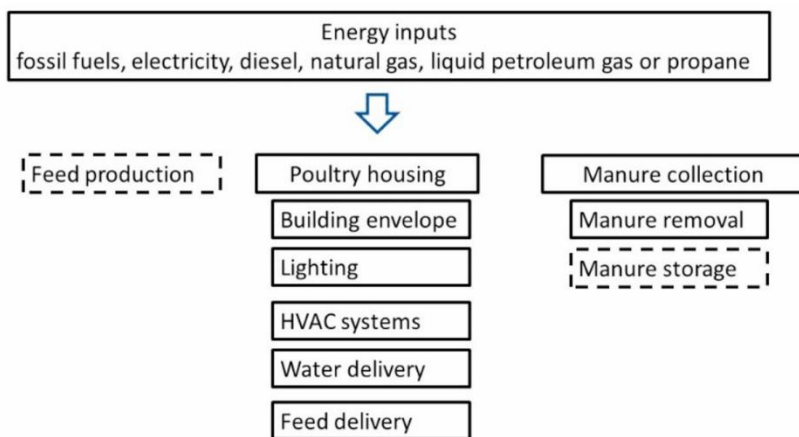 Energy inputs
fossil fuels, electricity, diesel, natural gas, liquid petroleum gas or propane
Feed production
Poultry housing
Manure collection
Building envelope
Manure removal
Lighting
Manure storage
HVAC systems
Water delivery
Feed delivery